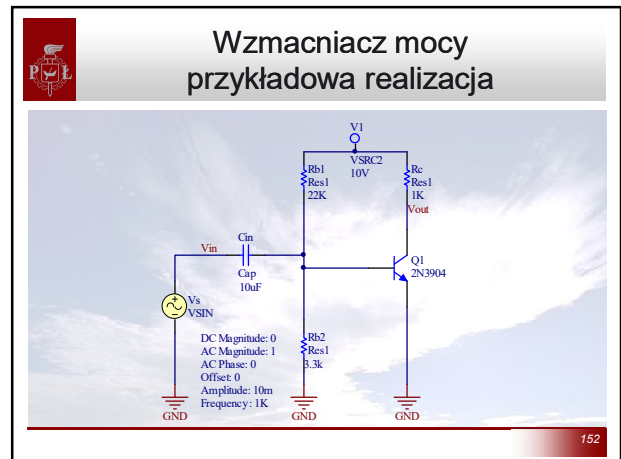 Wzmacniacz mocy
przykładowa realizacja
P Ł
V1
VSRC2
10V
Rb1
Res1
22K
Rc
Res1
1K
Vout
Cin
Vin
Cap
10uF
Q1
2N3904
Vs
VSIN
DC Magnitude: 0
AC Magnitude: 1
AC Phase: 0
Offset: 0
Amplitude: 10m
Frequency: 1K
Rb2
Res1
3.3k
GND
GND
GND
152